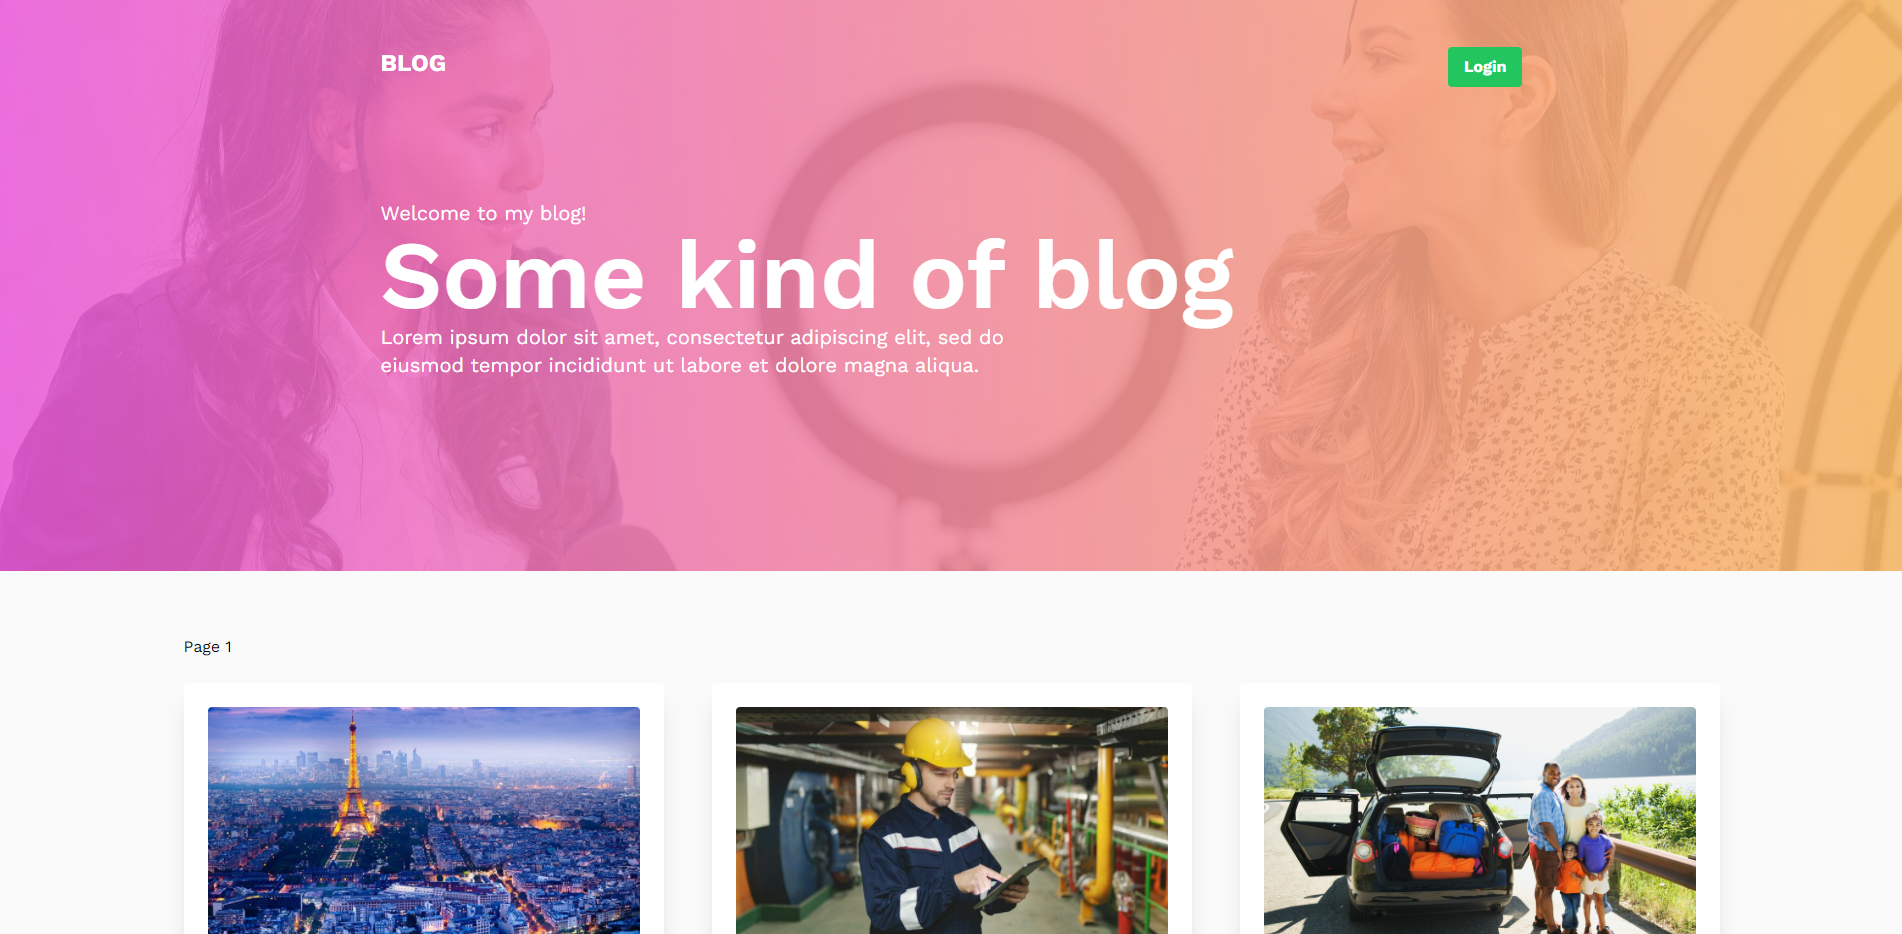 BLOG
Login
Welcome to my blog!
Some kind of blog
Lorem ipsum dolor sit amet, consectetur adipiscing elit, sed do
eiusmod tempor incididunt ut labore et dolore magna aliqua.
Page 1